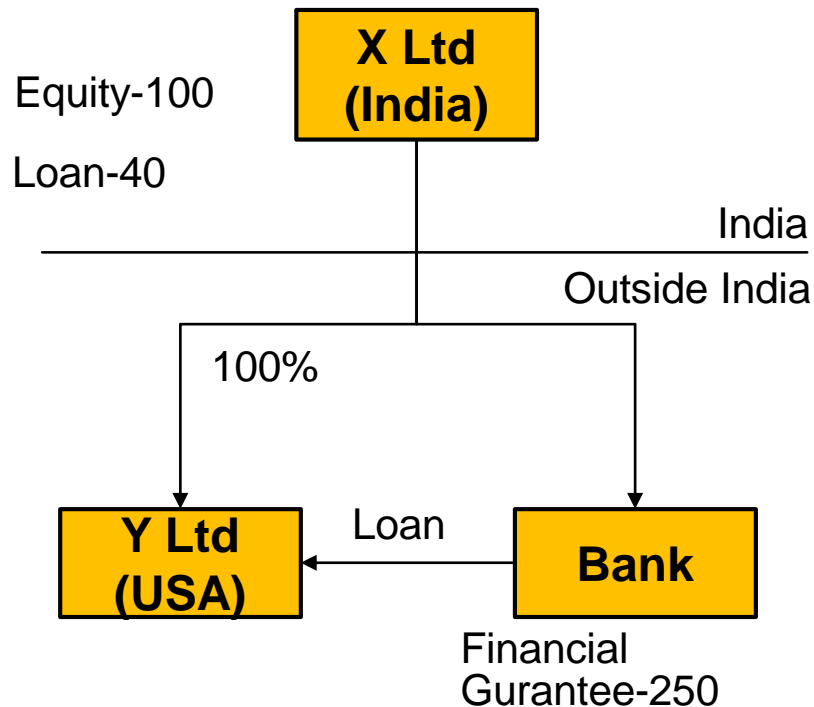 X Ltd
(India)
Equity-100
Loan-40
India
Outside India
100%
Loan
Y Ltd
(USA)
Bank
Financial
Gurantee-250